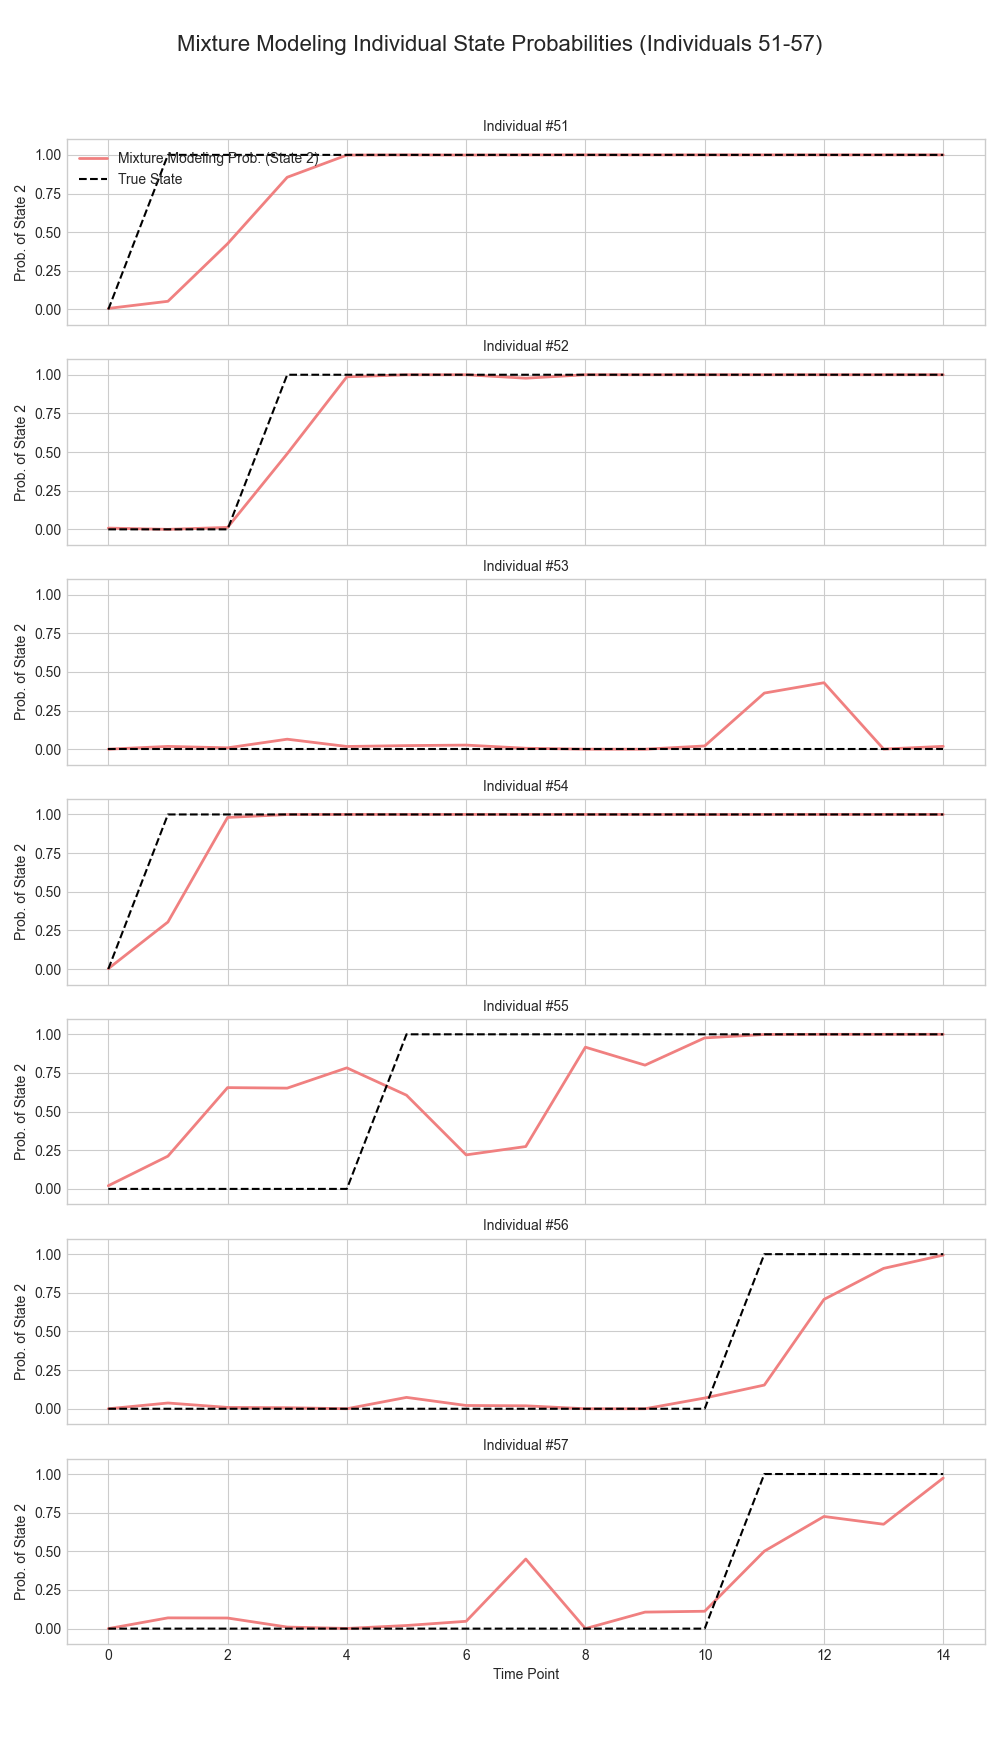 Mixture Modeling Individual State Probabilities (Individuals 51-57)
Individual #51
Mixture Modeling Prob. (State 2)
True State
Prob. of State 2
1.00
0.75
0.50
0.25
0.00
Individual #52
Prob. of State 2
1.00
0.75
0.50
0.25
0.00
Individual #53
Prob. of State 2
1.00
0.75
0.50
0.25
0.00
Individual #54
Prob. of State 2
1.00
0.75
0.50
0.25
0.00
Individual #55
Prob. of State 2
1.00
0.75
0.50
0.25
0.00
Individual #56
Prob. of State 2
1.00
0.75
0.50
0.25
0.00
Individual #57
Prob. of State 2
1.00
0.75
0.50
0.25
0.00
0 2 4 6 8 10 12 14
Time Point